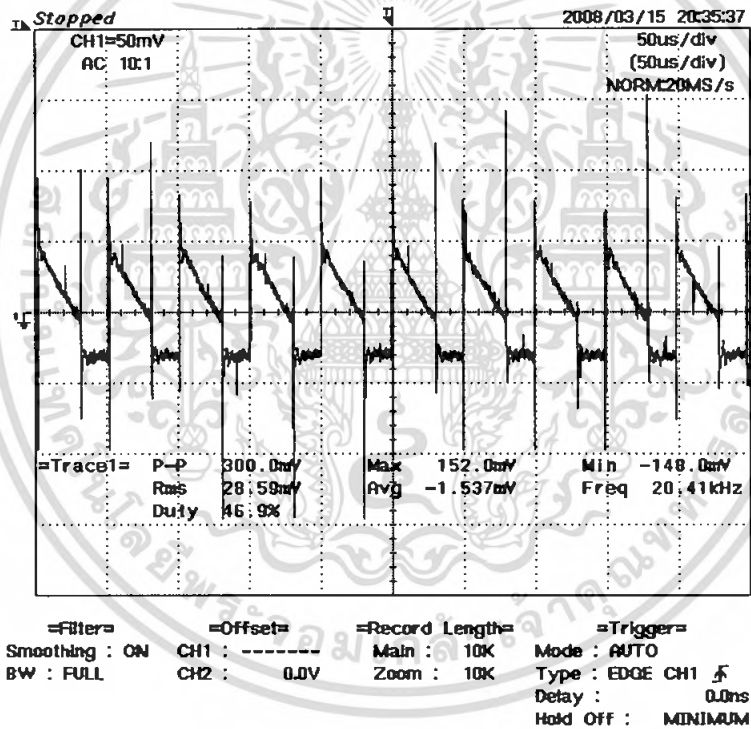 Stopped 2008/03/15 20:35:37
CH1=50mV 50us/div
AC 10:1 (50us/div)
NORM:20MS/s
=Trace1= P-P 300.0mV Max 152.0mV Min -148.0mV
Rms 28.59mV Avg -1.537mV Freq 20.41kHz
Duty 46.9%
=Filter= =Offset= =Record Length= =Trigger=
Smoothing : ON CH1 : ------- Main : 10K Mode : AUTO
BW : FULL CH2 : 0.0V Zoom : 10K Type : EDGE CH1
Delay : 0.0ns
Hold Off : MINIMUM